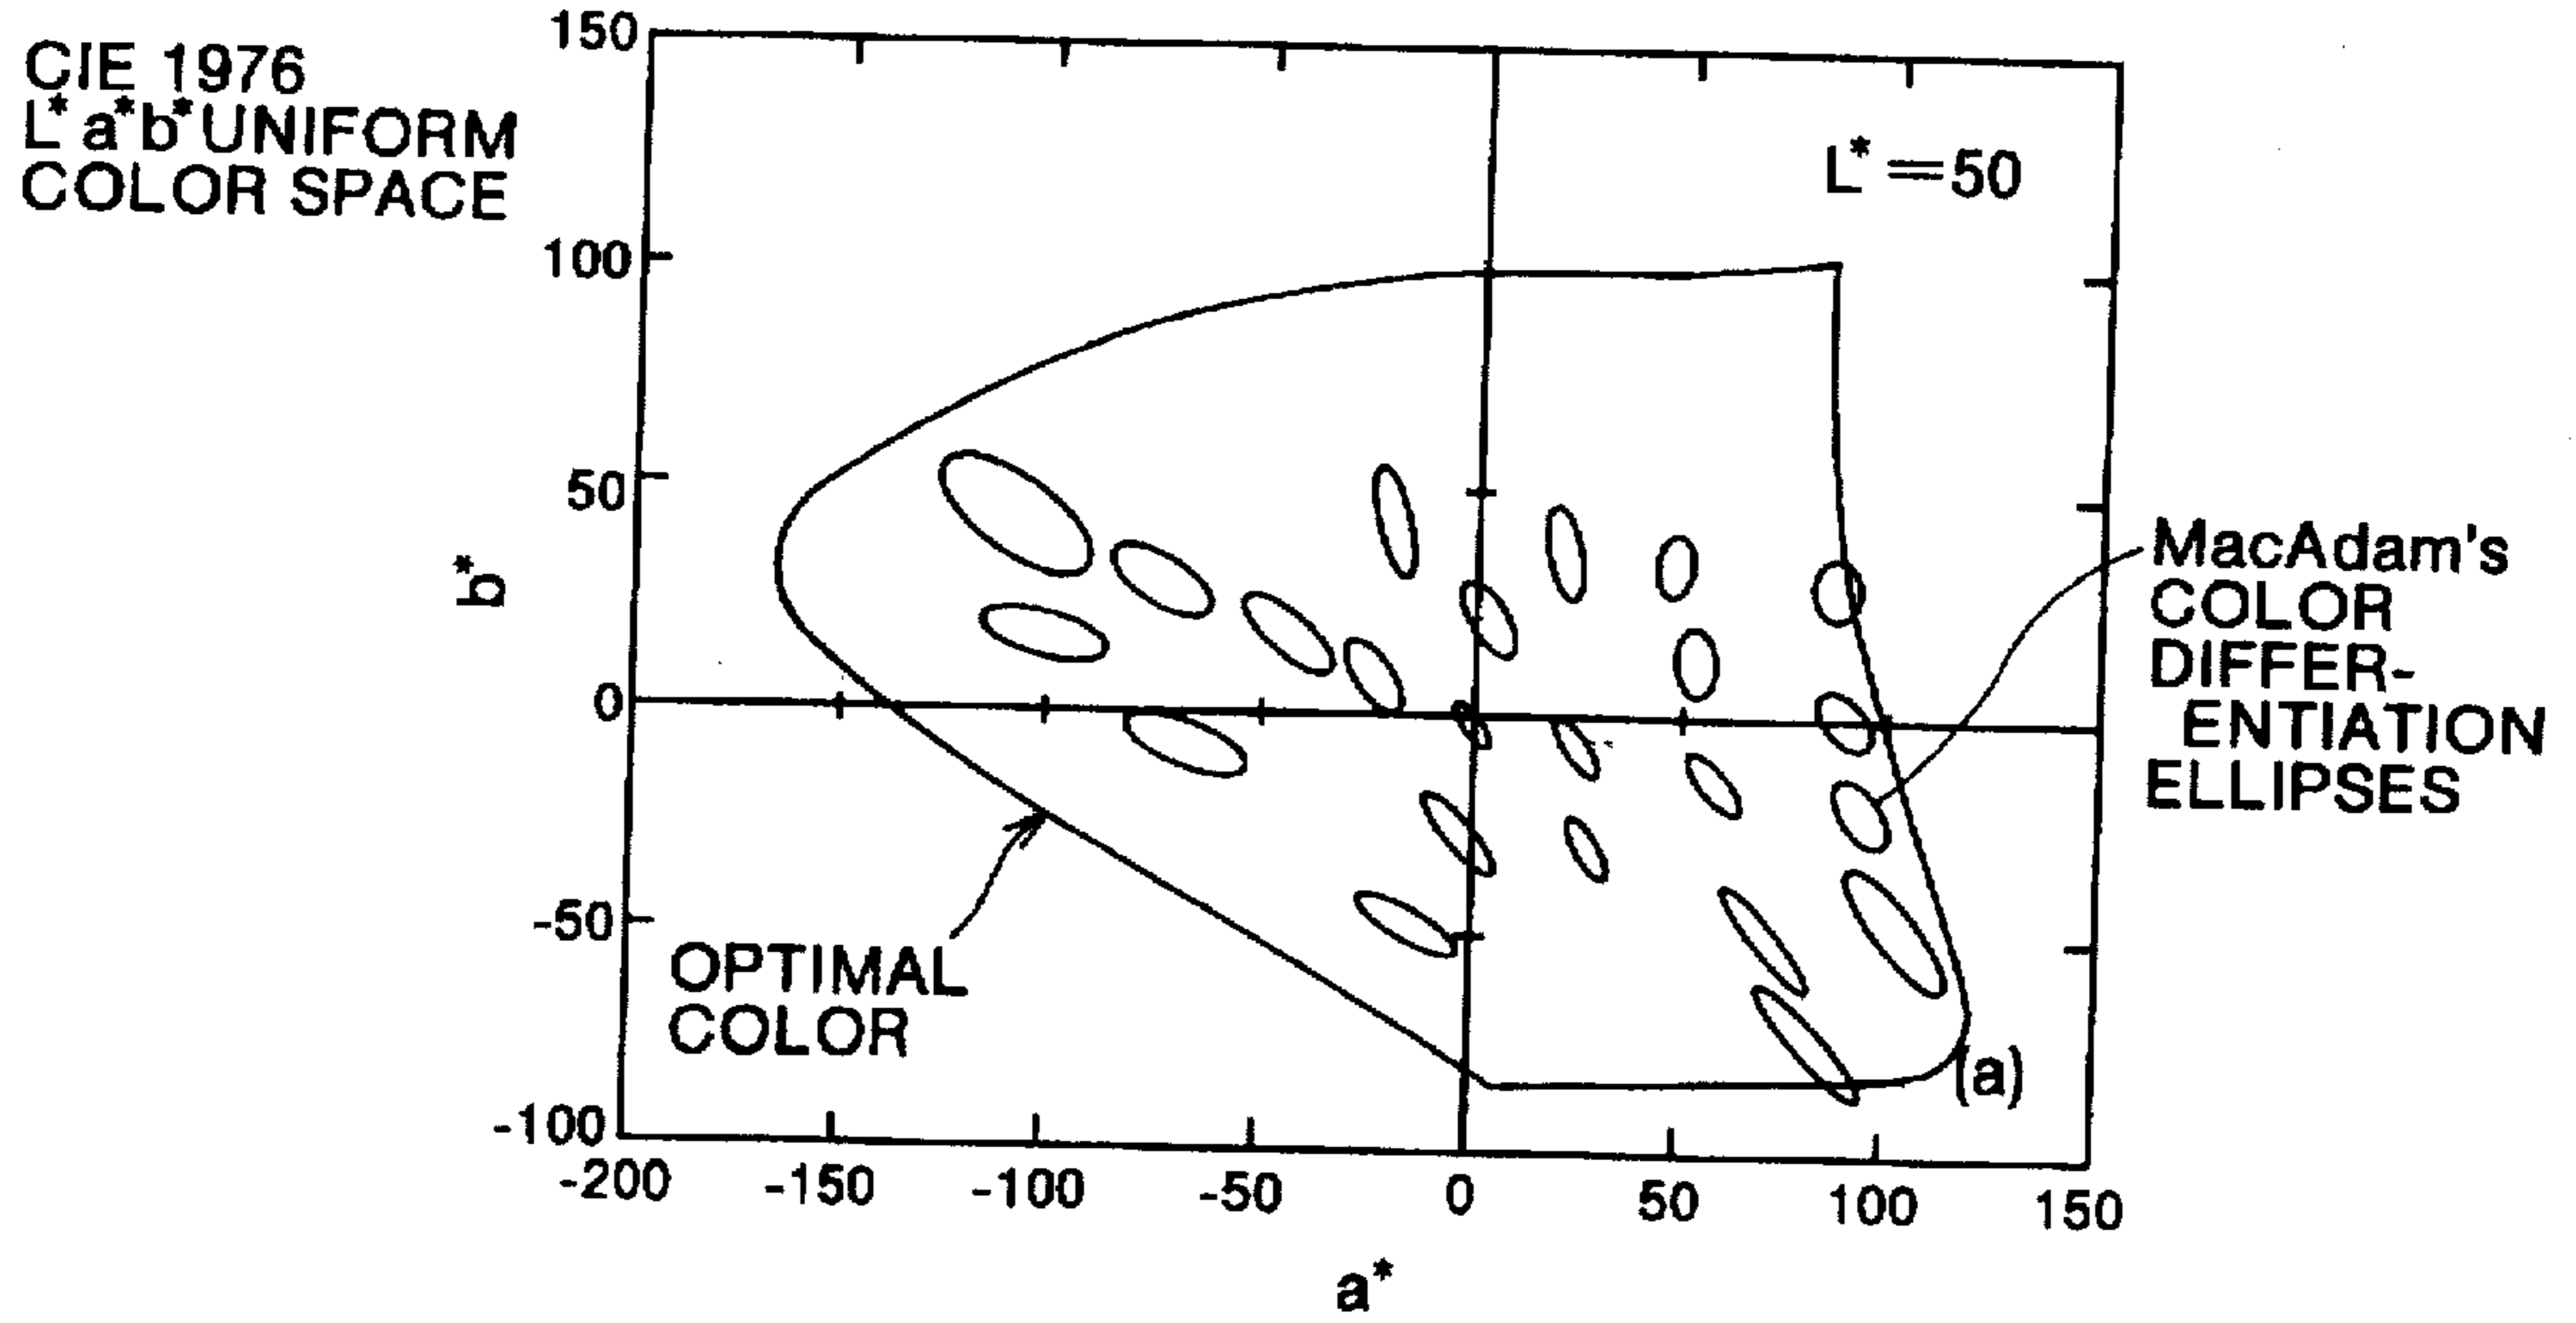 CIE 1976
L*a*b* UNIFORM
COLOR SPACE
150
100
50
0
-50
-100
b*
L*=50
MacAdam's
COLOR
DIFFER-
ENTIATION
ELLIPSES
OPTIMAL
COLOR
(a)
-200 -150 -100 -50 0 50 100 150
a*